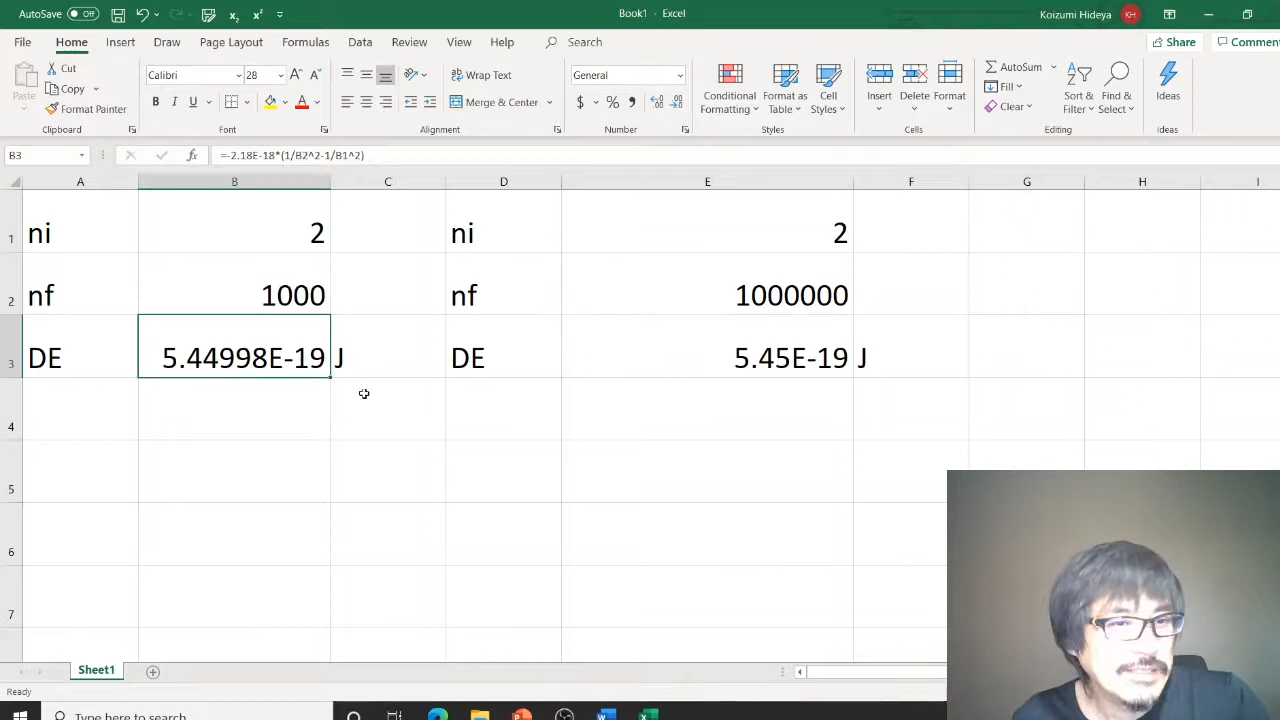 AutoSave Off Book1 - Excel Koizumi Hideya KH
File Home Insert Draw Page Layout Formulas Data Review View Help Search Share Comment
Paste Cut Copy Format Painter Clipboard
Calibri 28 A A B I U A Font
ab Wrap Text Merge & Center Alignment
General $ % , Number
Conditional Formatting Format as Table Cell Styles Styles
Insert Delete Format Cells
AutoSum Fill Clear Sort & Filter Find & Select Editing
Ideas Ideas
B3 fx =-2.18E-18*(1/B2^2-1/B1^2)
A B C D E F G H I
1 ni 2 ni 2
2 nf 1000 nf 1000000
3 DE 5.44998E-19 J DE 5.45E-19 J
4
5
6
7
Sheet1
Ready
Type here to search